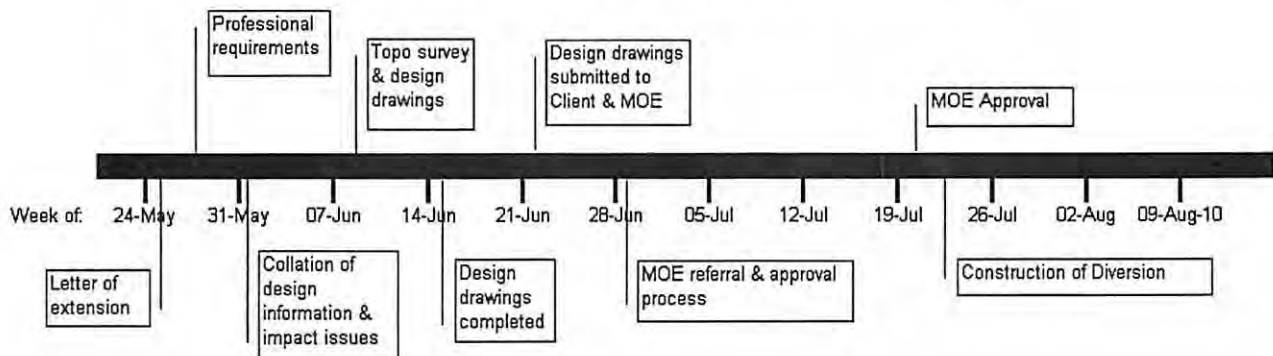 Professional
requirements
Topo survey
& design
drawings
Design drawings
submitted to
Client & MOE
MOE Approval
Week of: 24-May 31-May 07-Jun 14-Jun 21-Jun 28-Jun 05-Jul 12-Jul 19-Jul 26-Jul 02-Aug 09-Aug-10
Letter of
extension
Collation of
design
information &
impact issues
Design
drawings
completed
MOE referral & approval
process
Construction of Diversion